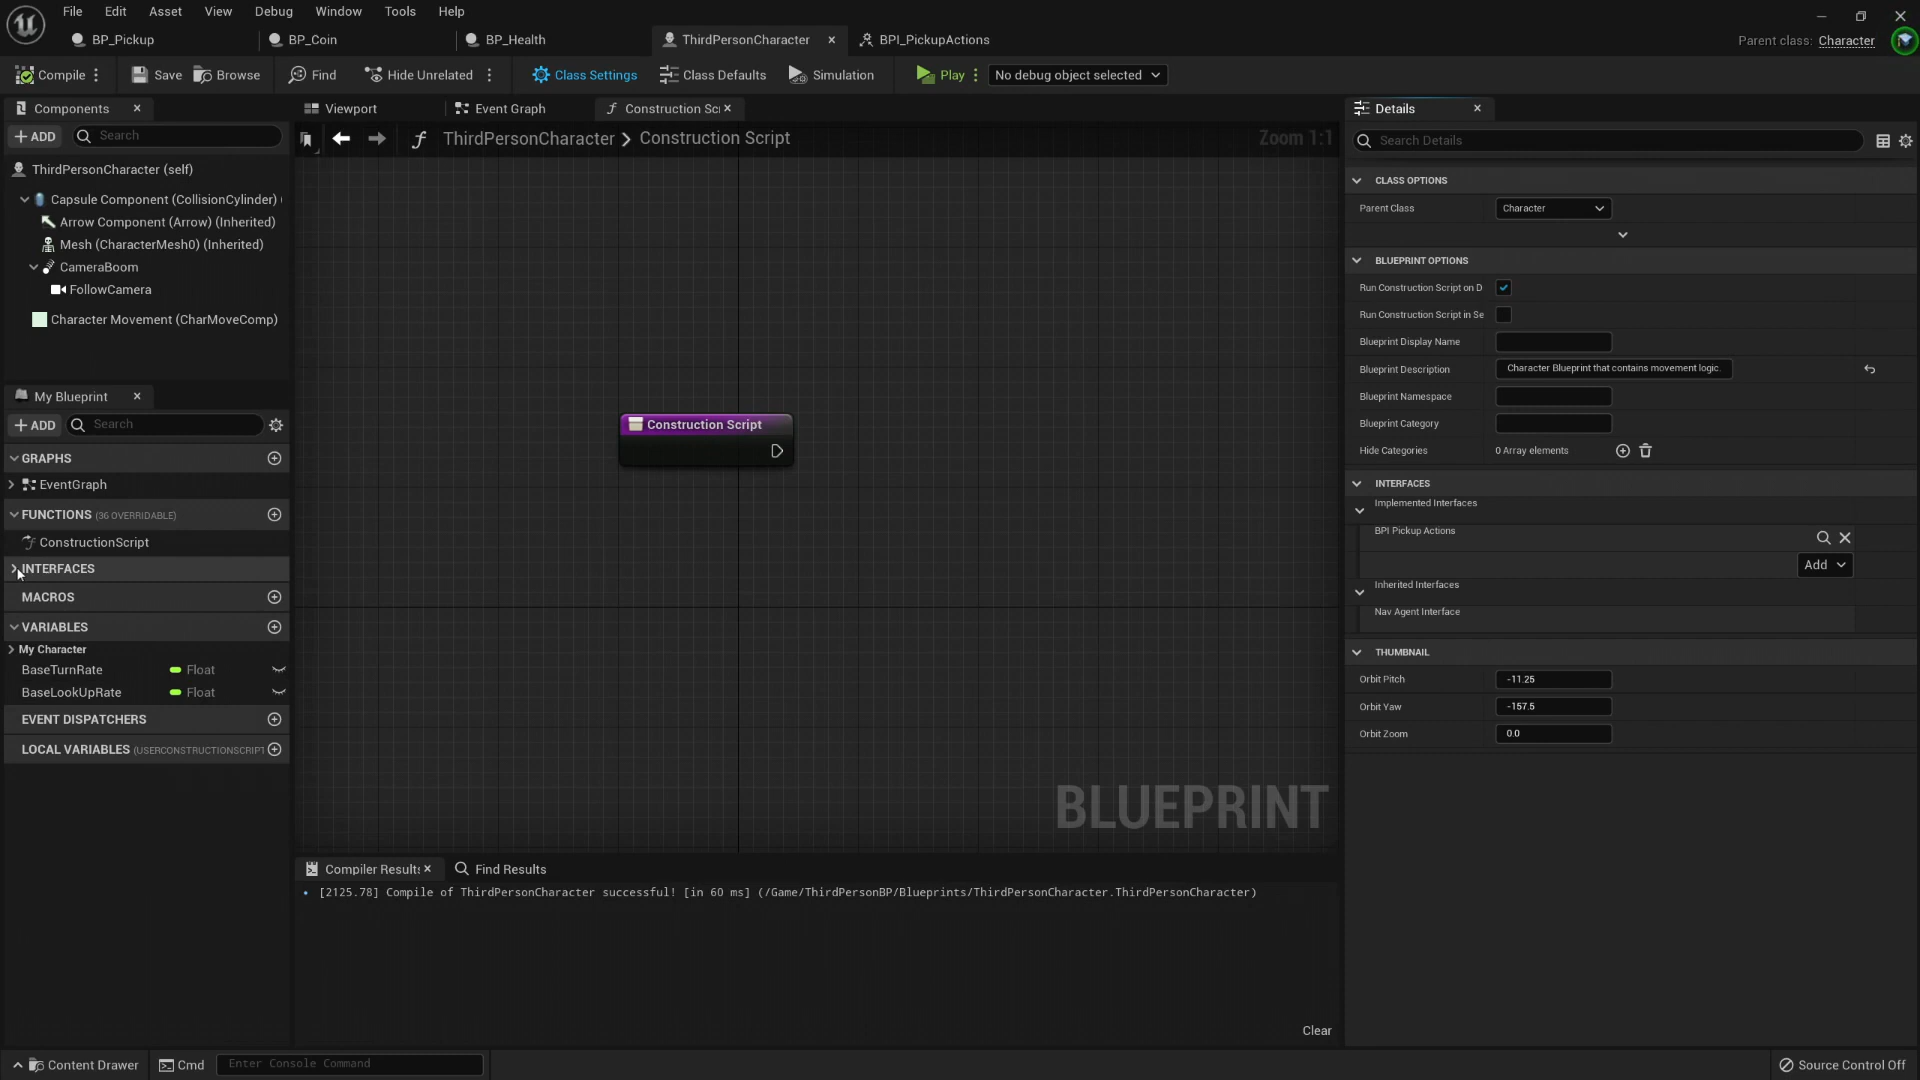 File Edit Asset View Debug Window Tools Help
BP_Pickup BP_Coin BP_Health ThirdPersonCharacter BPI_PickupActions Parent class: Character
Compile Save Browse Find Hide Unrelated Class Settings Class Defaults Simulation Play No debug object selected
Components
ADD Search
ThirdPersonCharacter (self)
Capsule Component (CollisionCylinder) (
Arrow Component (Arrow) (Inherited)
Mesh (CharacterMesh0) (Inherited)
CameraBoom
FollowCamera
Character Movement (CharMoveComp)
My Blueprint
ADD Search
GRAPHS
EventGraph
FUNCTIONS (36 OVERRIDABLE)
ConstructionScript
INTERFACES
MACROS
VARIABLES
My Character
BaseTurnRate Float
BaseLookUpRate Float
EVENT DISPATCHERS
LOCAL VARIABLES (USERCONSTRUCTIONSCRIPT
Viewport Event Graph Construction Scr
ThirdPersonCharacter > Construction Script Zoom 1:1
Construction Script
BLUEPRINT
Compiler Results Find Results
[2125.78] Compile of ThirdPersonCharacter successful! [in 60 ms] (/Game/ThirdPersonBP/Blueprints/ThirdPersonCharacter.ThirdPersonCharacter)
Clear
Details
Search Details
CLASS OPTIONS
Parent Class Character
BLUEPRINT OPTIONS
Run Construction Script on D
Run Construction Script in Se
Blueprint Display Name
Blueprint Description Character Blueprint that contains movement logic.
Blueprint Namespace
Blueprint Category
Hide Categories 0 Array elements
INTERFACES
Implemented Interfaces
BPI Pickup Actions
Add
Inherited Interfaces
Nav Agent Interface
THUMBNAIL
Orbit Pitch -11.25
Orbit Yaw -157.5
Orbit Zoom 0.0
Content Drawer Cmd Enter Console Command Source Control Off